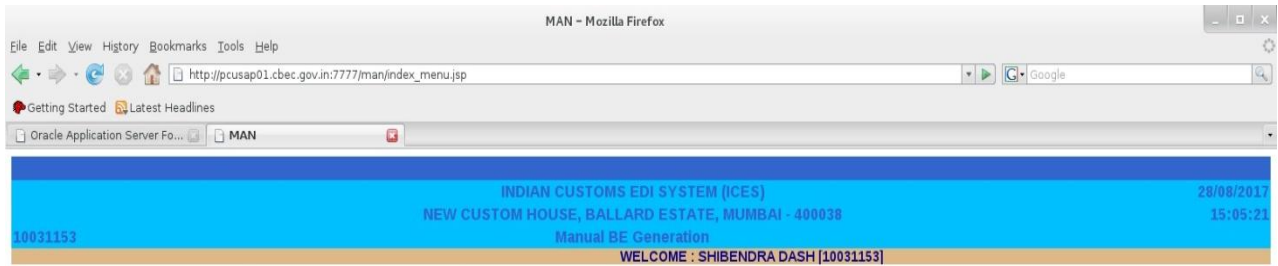 MAN - Mozilla Firefox
File Edit View History Bookmarks Tools Help
http://pcusap01.cbec.gov.in:7777/man/index_menu.jsp
G Google
Getting Started Latest Headlines
Oracle Application Server Fo... MAN
INDIAN CUSTOMS EDI SYSTEM (ICES) 28/08/2017
NEW CUSTOM HOUSE, BALLARD ESTATE, MUMBAI - 400038 15:05:21
10031153 Manual BE Generation
WELCOME : SHIBENDRA DASH [10031153]